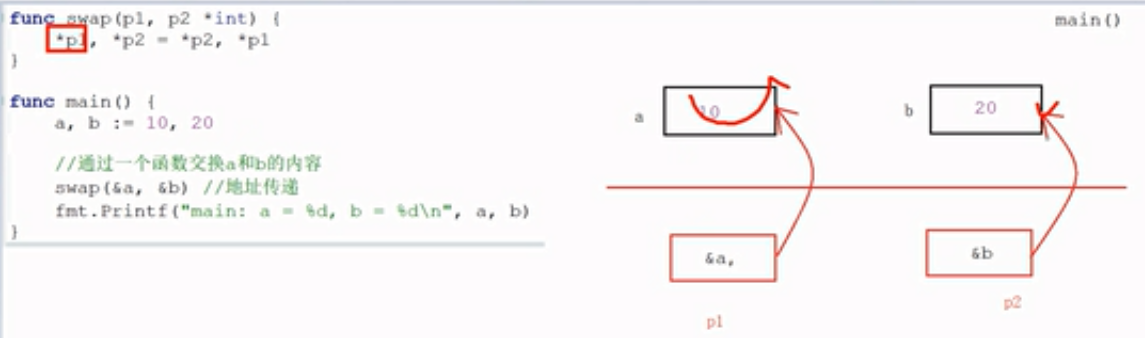 func swap(p1, p2 *int) {
*p1, *p2 = *p2, *p1
}
func main() {
a, b := 10, 20
//通过一个函数交换a和b的内容
swap(&a, &b) //地址传递
fmt.Printf("main: a = %d, b = %d\n", a, b)
}
main()
a
10
b
20
&a,
&b
p1
p2